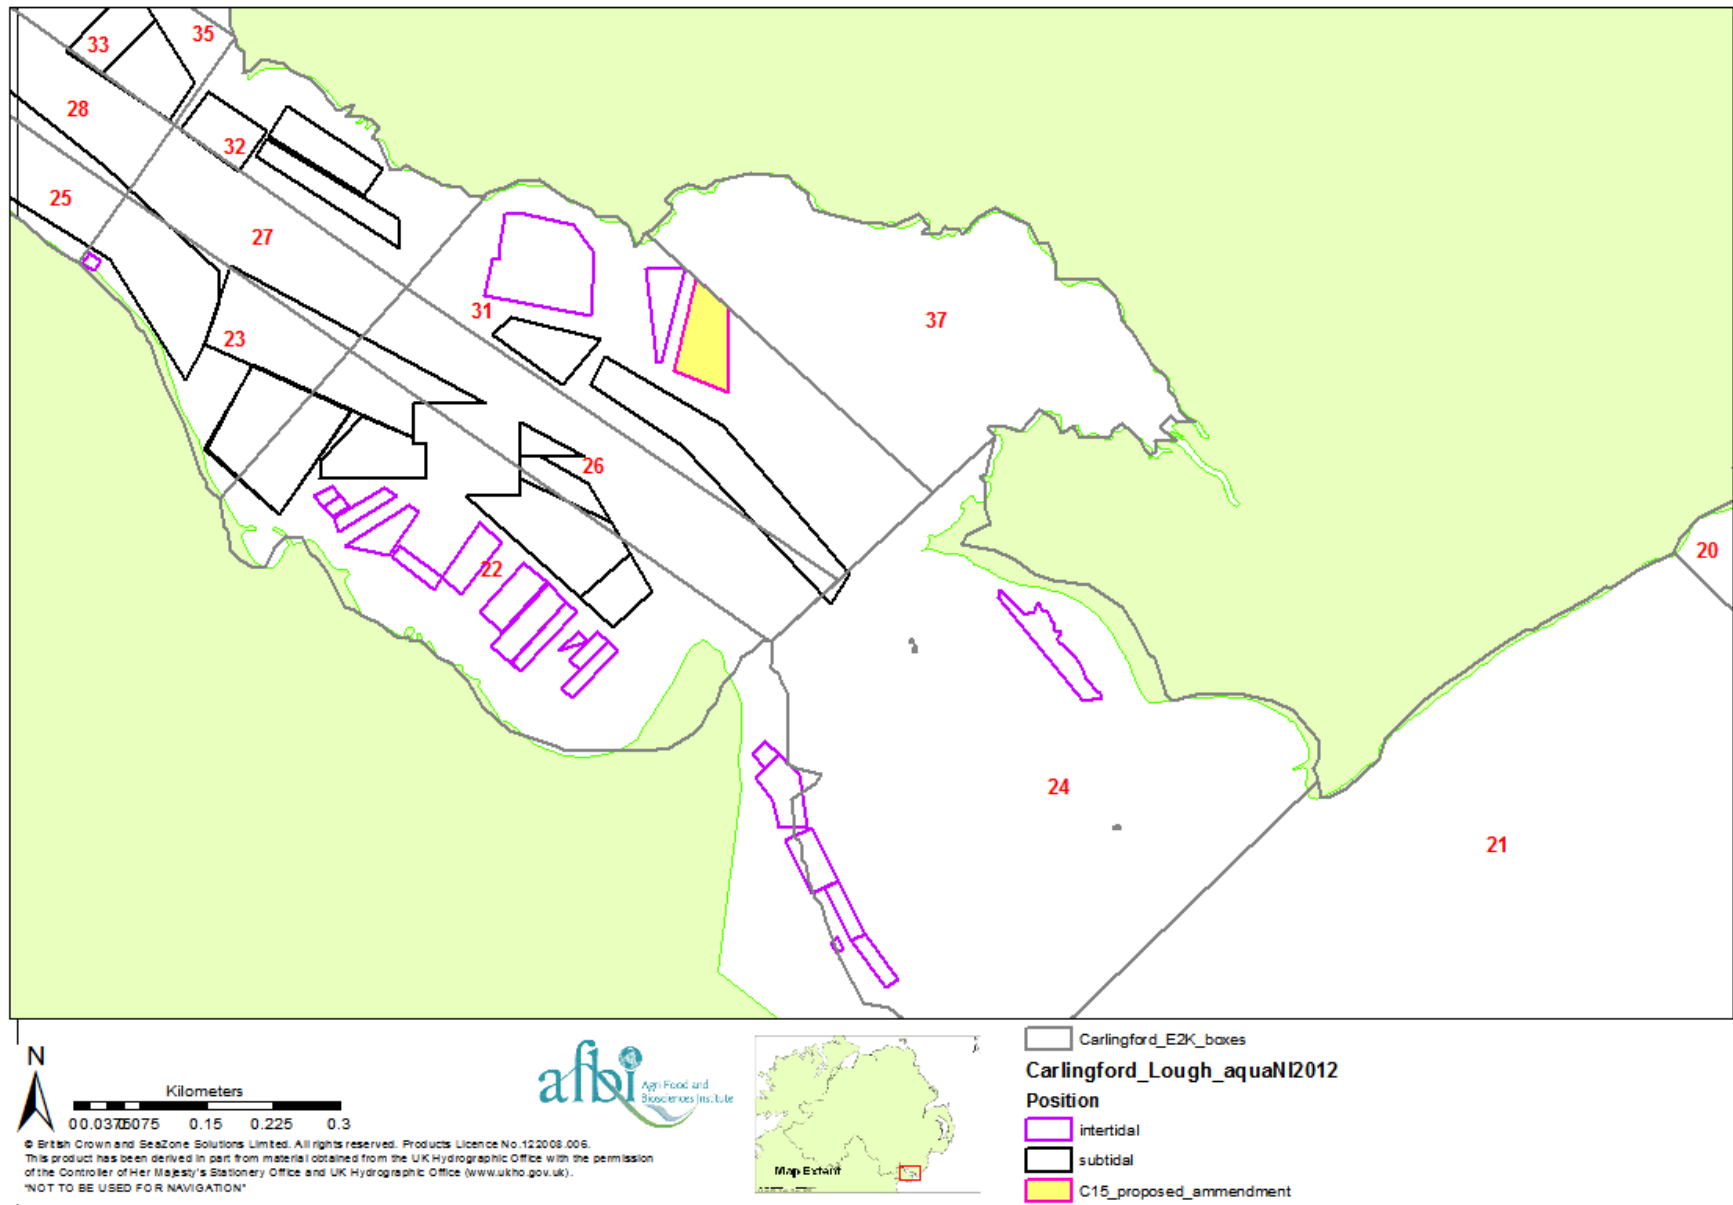 33
35
28
32
25
27
31
37
23
26
22
20
24
21
N
Kilometers
0 0.0375 0.075 0.15 0.225 0.3
afbi Agri-Food and
Biosciences Institute
Map Extent
© British Crown and SeaZone Solutions Limited. All rights reserved. Products Licence No.122008.006.
This product has been derived in part from material obtained from the UK Hydrographic Office with the permission
of the Controller of Her Majesty's Stationery Office and UK Hydrographic Office (www.ukho.gov.uk).
"NOT TO BE USED FOR NAVIGATION"
Carlingford_E2K_boxes
Carlingford_Lough_aquaNI2012
Position
intertidal
subtidal
C15_proposed_ammendment